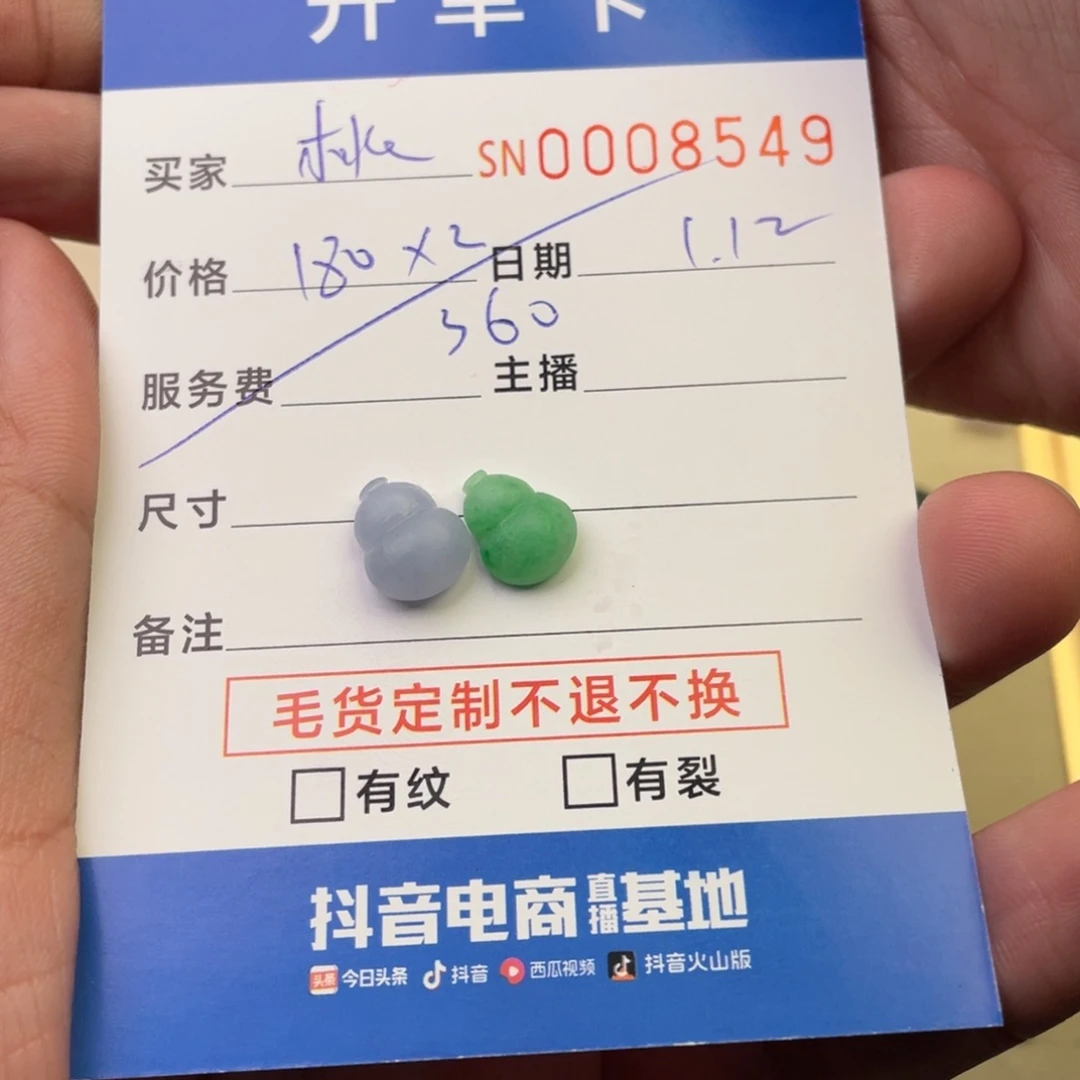 开单卡
买家 SN0008549
价格 180×2 日期 1.12
360
服务费 主播
尺寸
备注
毛货定制不退不换
有纹 有裂
抖音电商直播基地
头条 今日头条 抖音 西瓜视频 抖音火山版